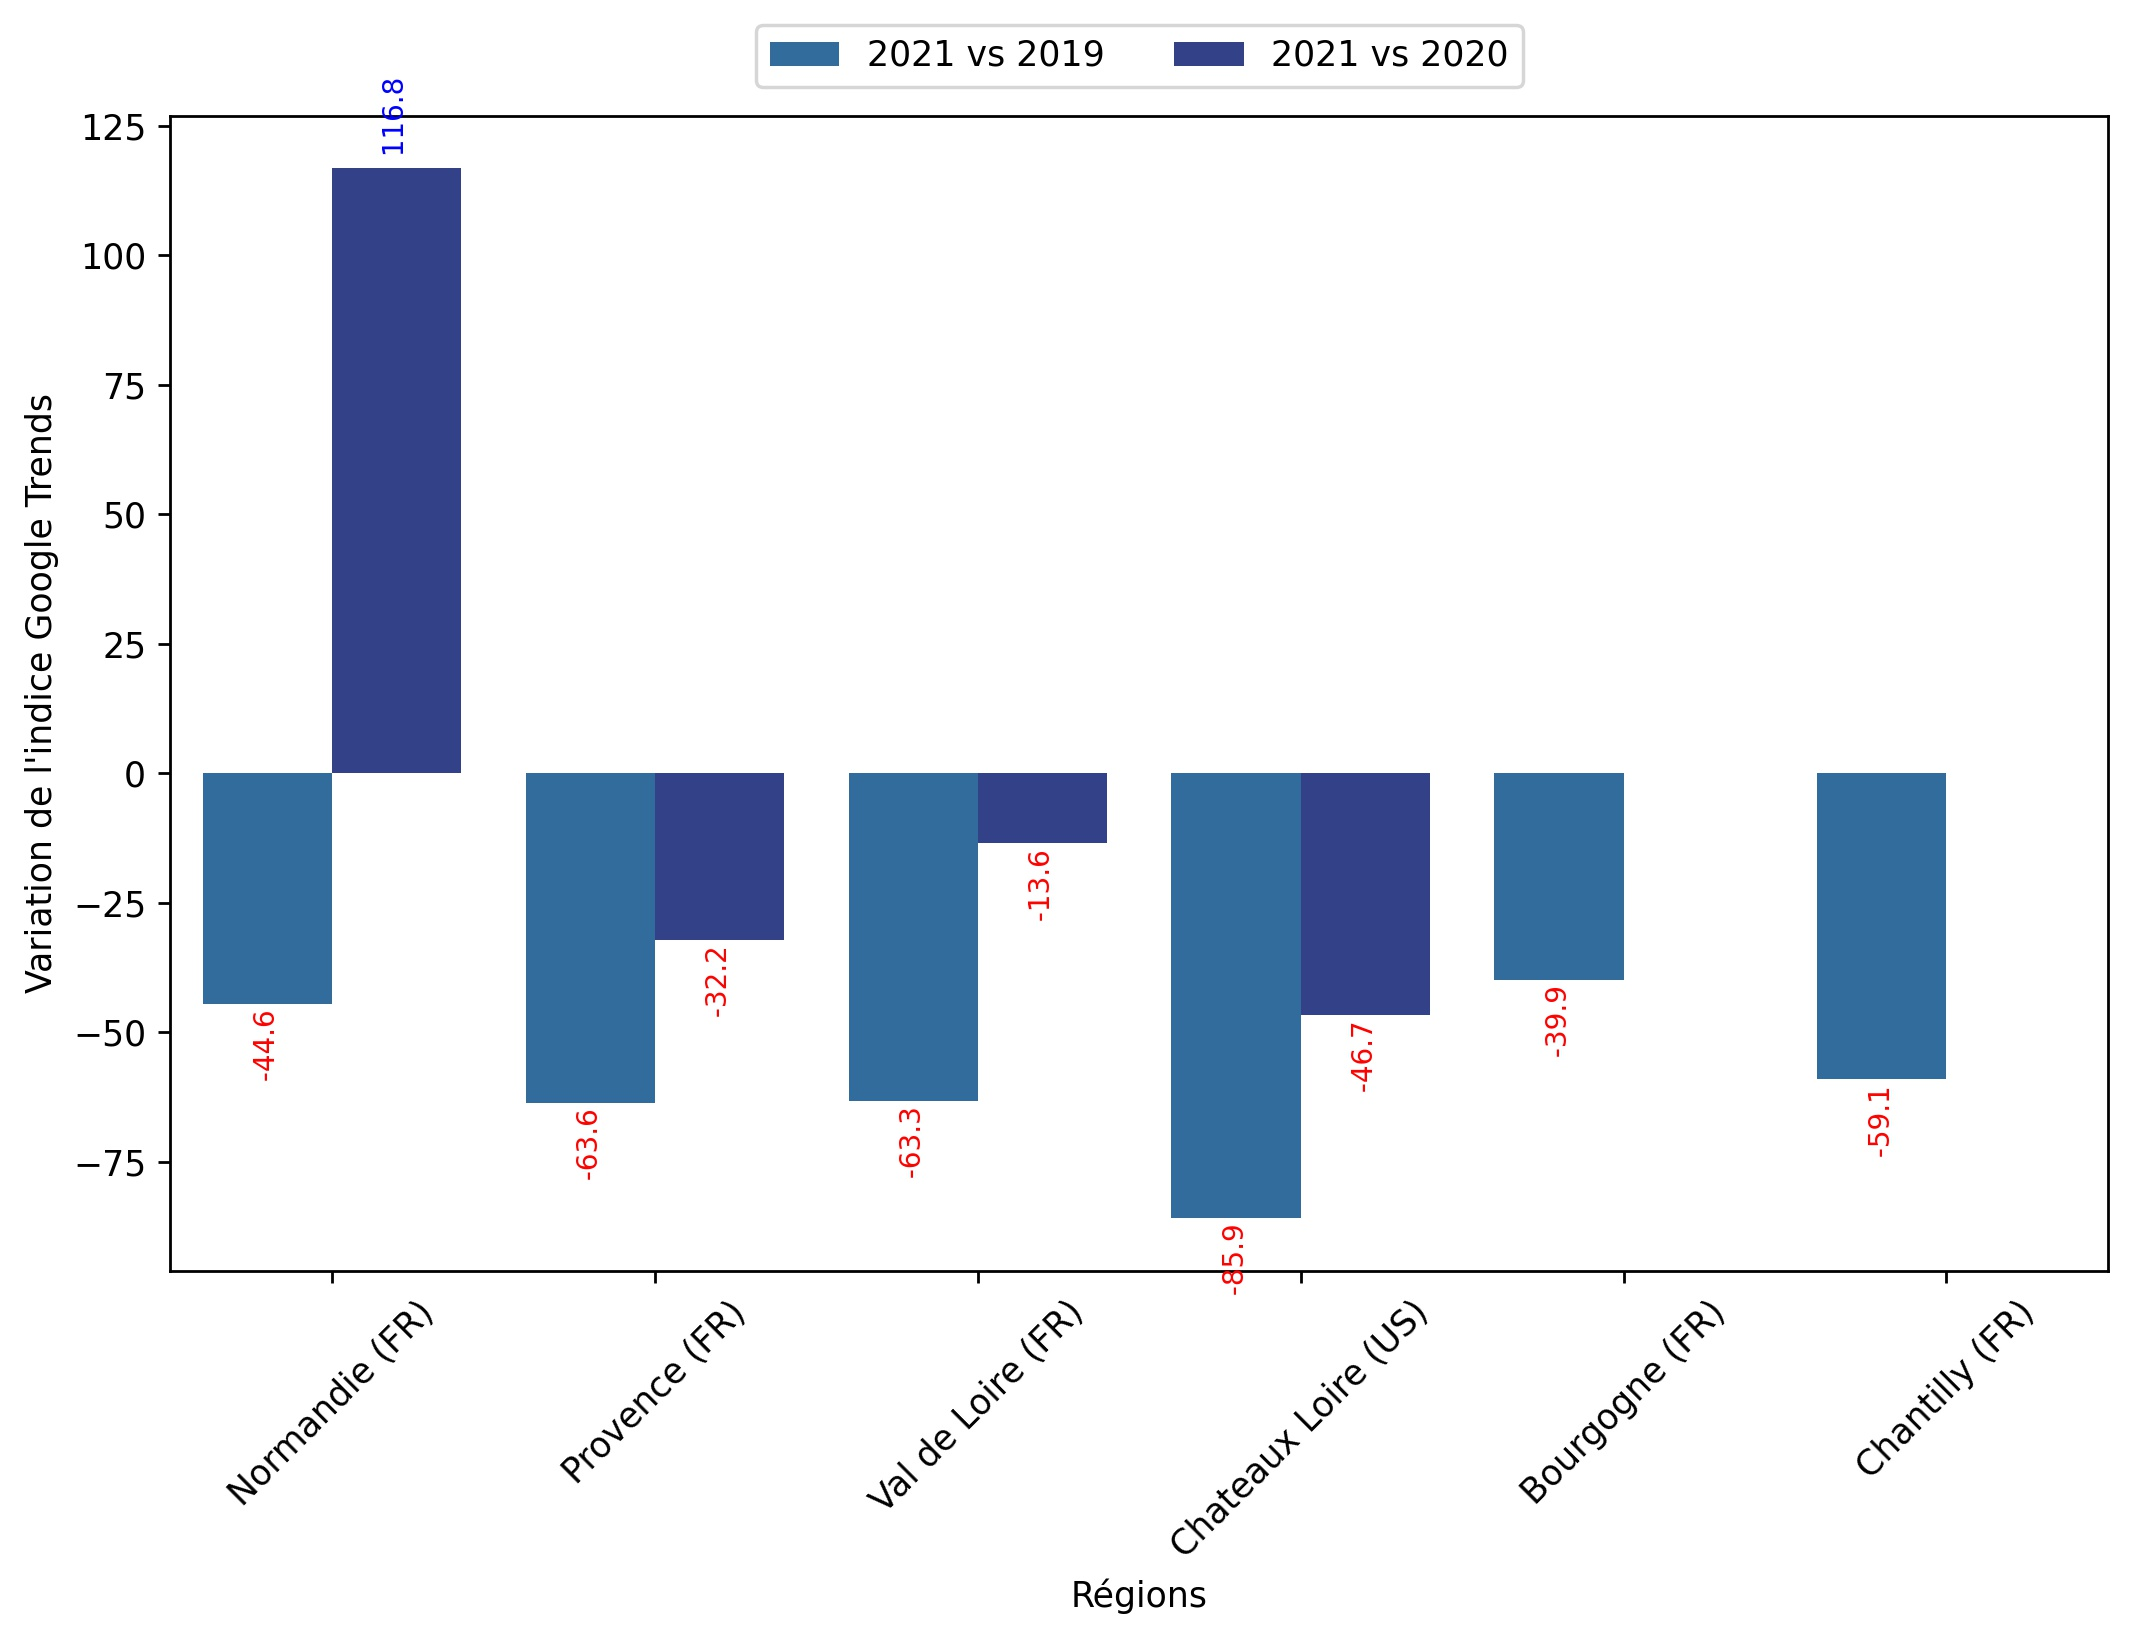 2021 vs 2019
2021 vs 2020
Variation de l'indice Google Trends
125
100
75
50
25
0
−25
−50
−75
116.8
-44.6
-63.6
-32.2
-63.3
-13.6
-85.9
-46.7
-39.9
-59.1
Normandie (FR)
Provence (FR)
Val de Loire (FR)
Chateaux Loire (US)
Bourgogne (FR)
Chantilly (FR)
Régions